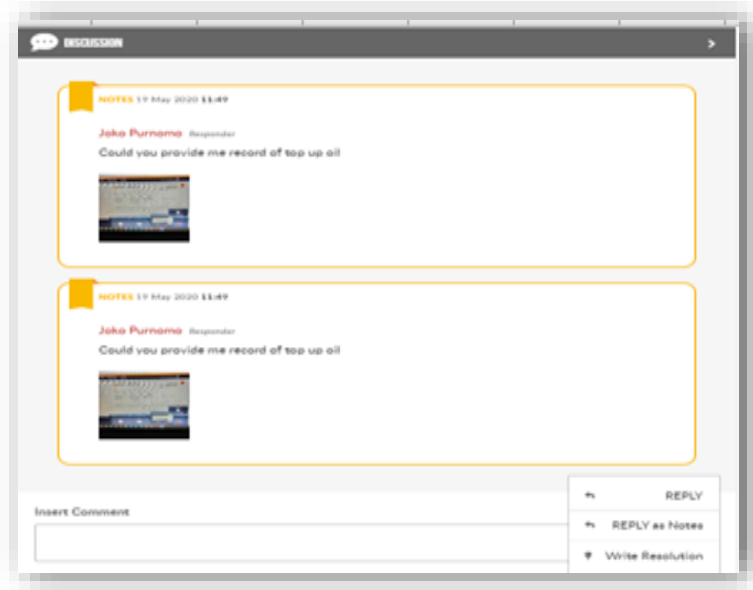 DISCUSSION
NOTES 19 May 2020 11:49
Joko Purnomo Responder
Could you provide me record of top up oil
NOTES 19 May 2020 11:49
Joko Purnomo Responder
Could you provide me record of top up oil
REPLY
Insert Comment
REPLY as Notes
Write Resolution